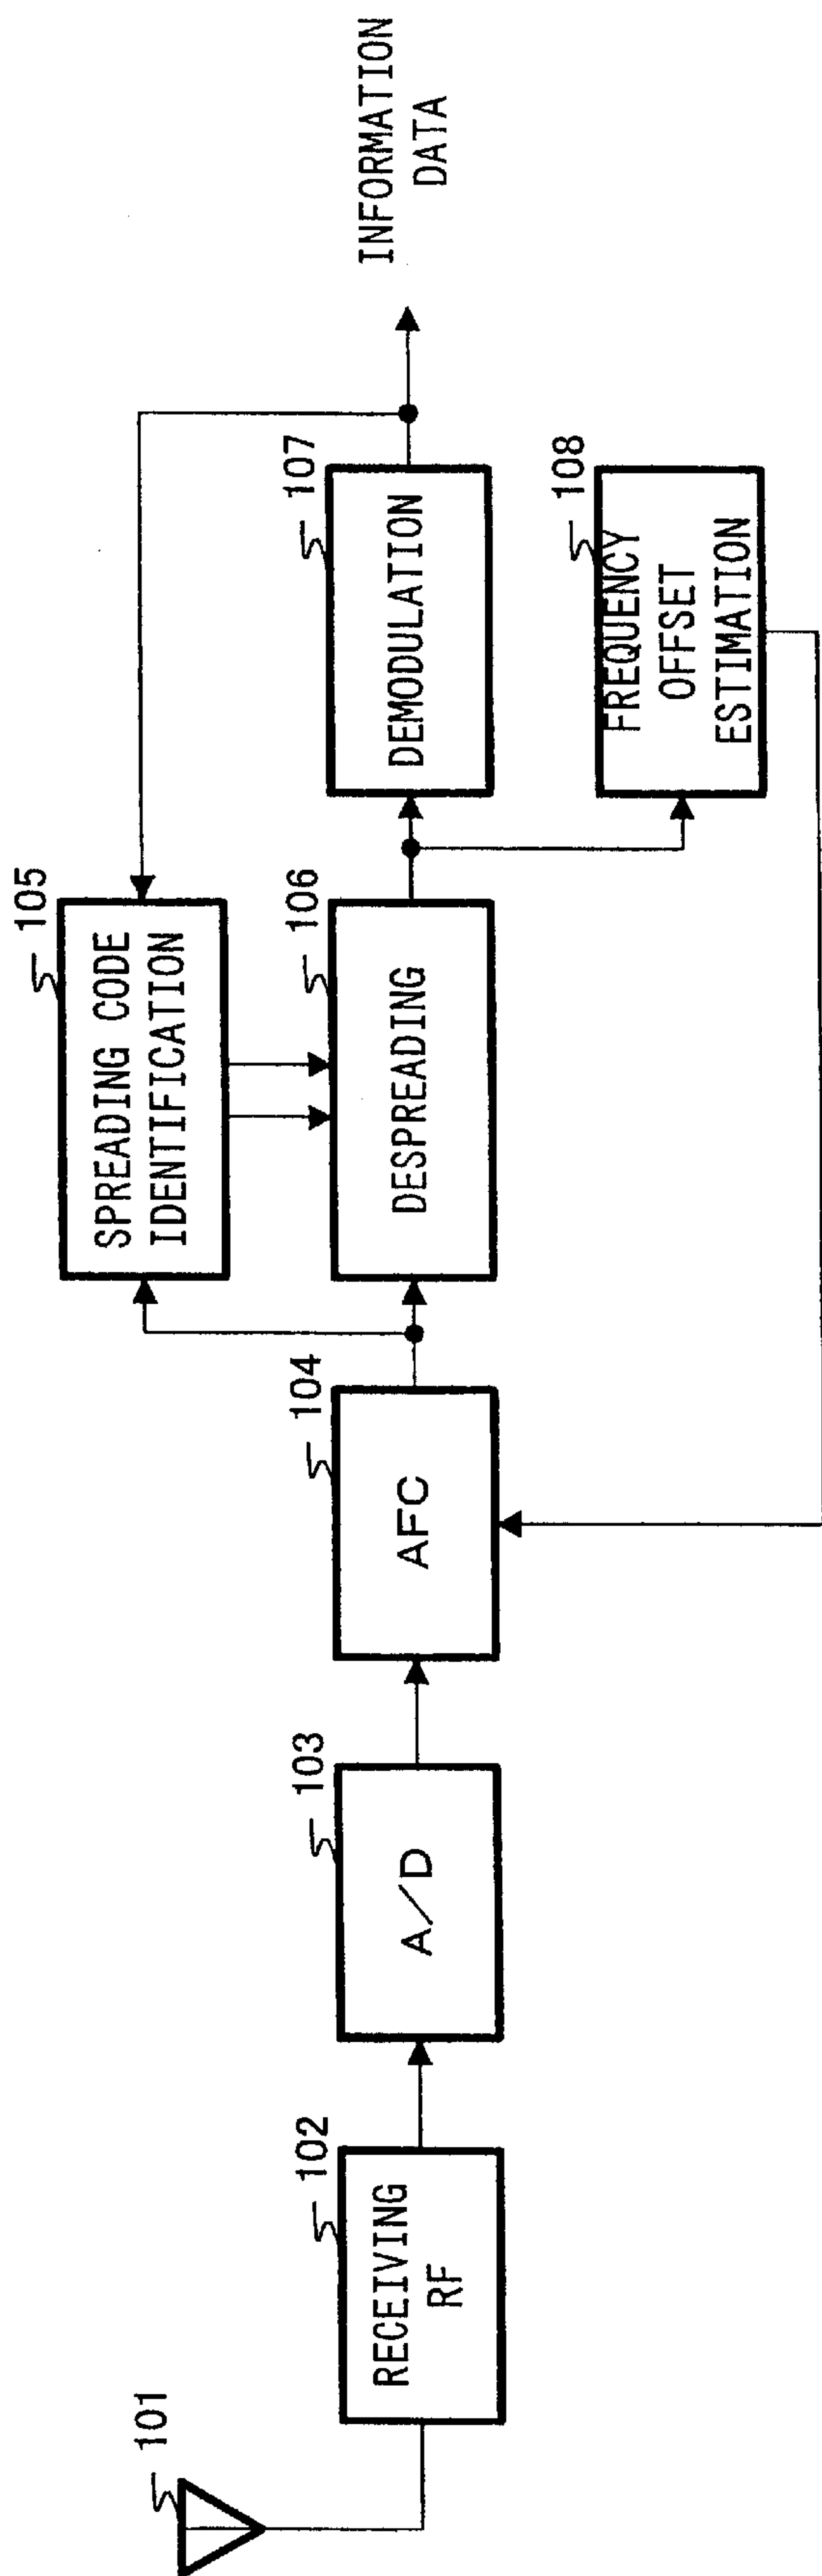 101
102
RECEIVING
RF
103
A/D
104
AFC
105
SPREADING CODE
IDENTIFICATION
106
DESPREADING
107
DEMODULATION
108
FREQUENCY
OFFSET
ESTIMATION
INFORMATION
DATA